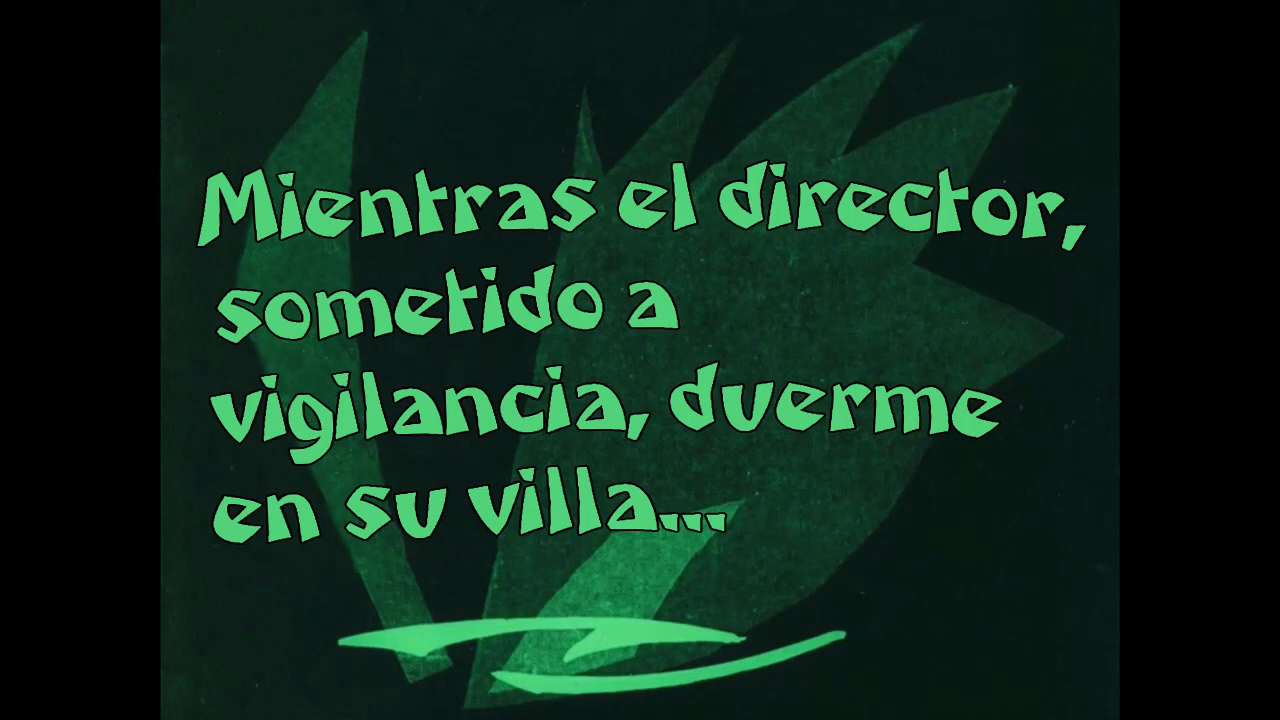 Mientras el director,
sometido a
vigilancia, duerme
en su villa...